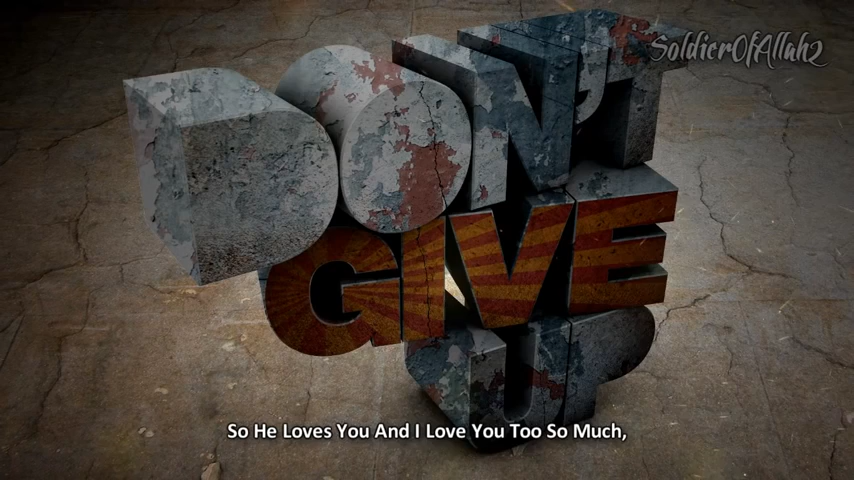 SoldierOfAllah2
DON'T
GIVE
UP
So He Loves You And I Love You Too So Much,